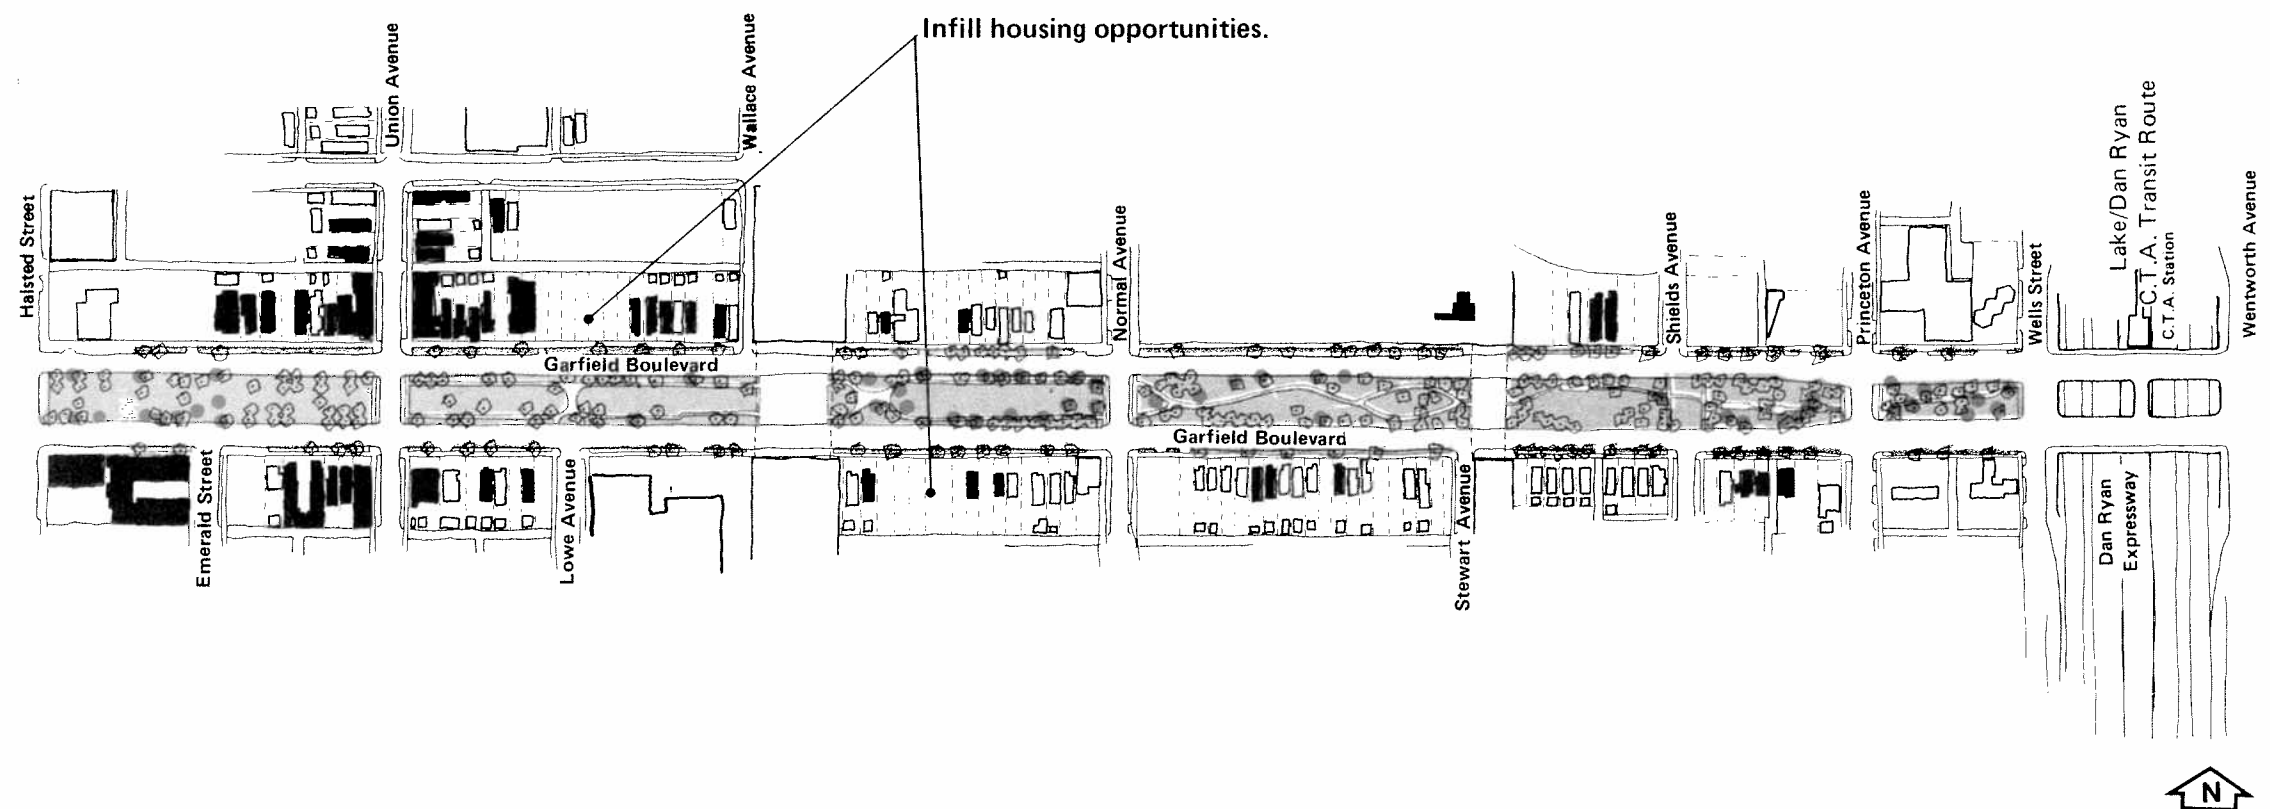 Infill housing opportunities.
Halsted Street
Union Avenue
Wallace Avenue
Normal Avenue
Shields Avenue
Princeton Avenue
Wells Street
Lake/Dan Ryan
C.T.A. Transit Route
C.T.A. Station
Wentworth Avenue
Garfield Boulevard
Garfield Boulevard
Emerald Street
Lowe Avenue
Stewart Avenue
Dan Ryan
Expressway
N